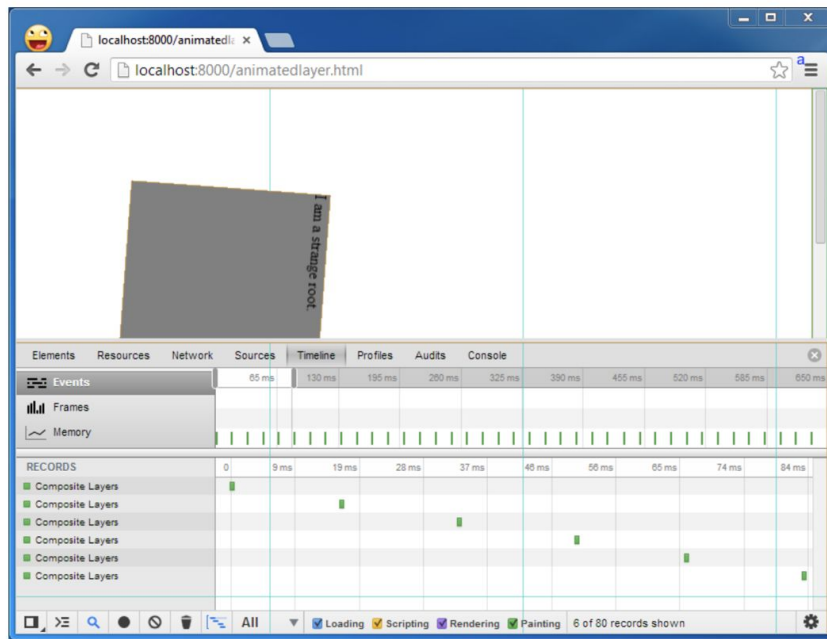 localhost:8000/animatedla
localhost:8000/animatedlayer.html
a
I am a strange root.
Elements Resources Network Sources Timeline Profiles Audits Console
Events
65 ms 130 ms 195 ms 260 ms 325 ms 390 ms 455 ms 520 ms 585 ms 650 ms
Frames
Memory
RECORDS
0 9 ms 19 ms 28 ms 37 ms 46 ms 56 ms 65 ms 74 ms 84 ms
Composite Layers
Composite Layers
Composite Layers
Composite Layers
Composite Layers
Composite Layers
All Loading Scripting Rendering Painting 6 of 80 records shown